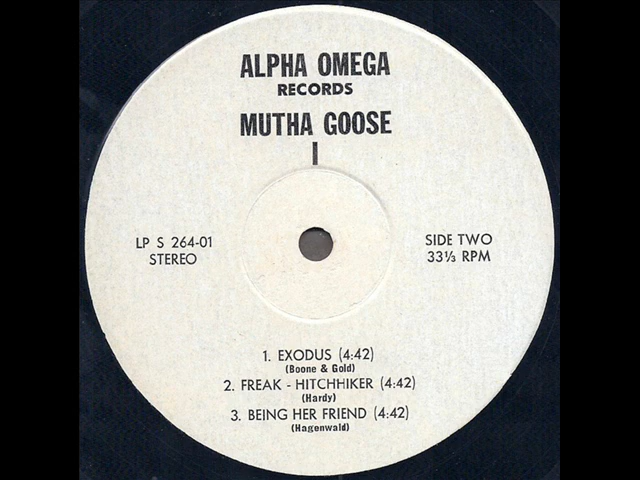 ALPHA OMEGA
RECORDS
MUTHA GOOSE
I
LP S 264-01
STEREO
SIDE TWO
33⅓ RPM
1. EXODUS (4:42)
(Boone & Gold)
2. FREAK - HITCHHIKER (4:42)
(Hardy)
3. BEING HER FRIEND (4:42)
(Hagenwald)